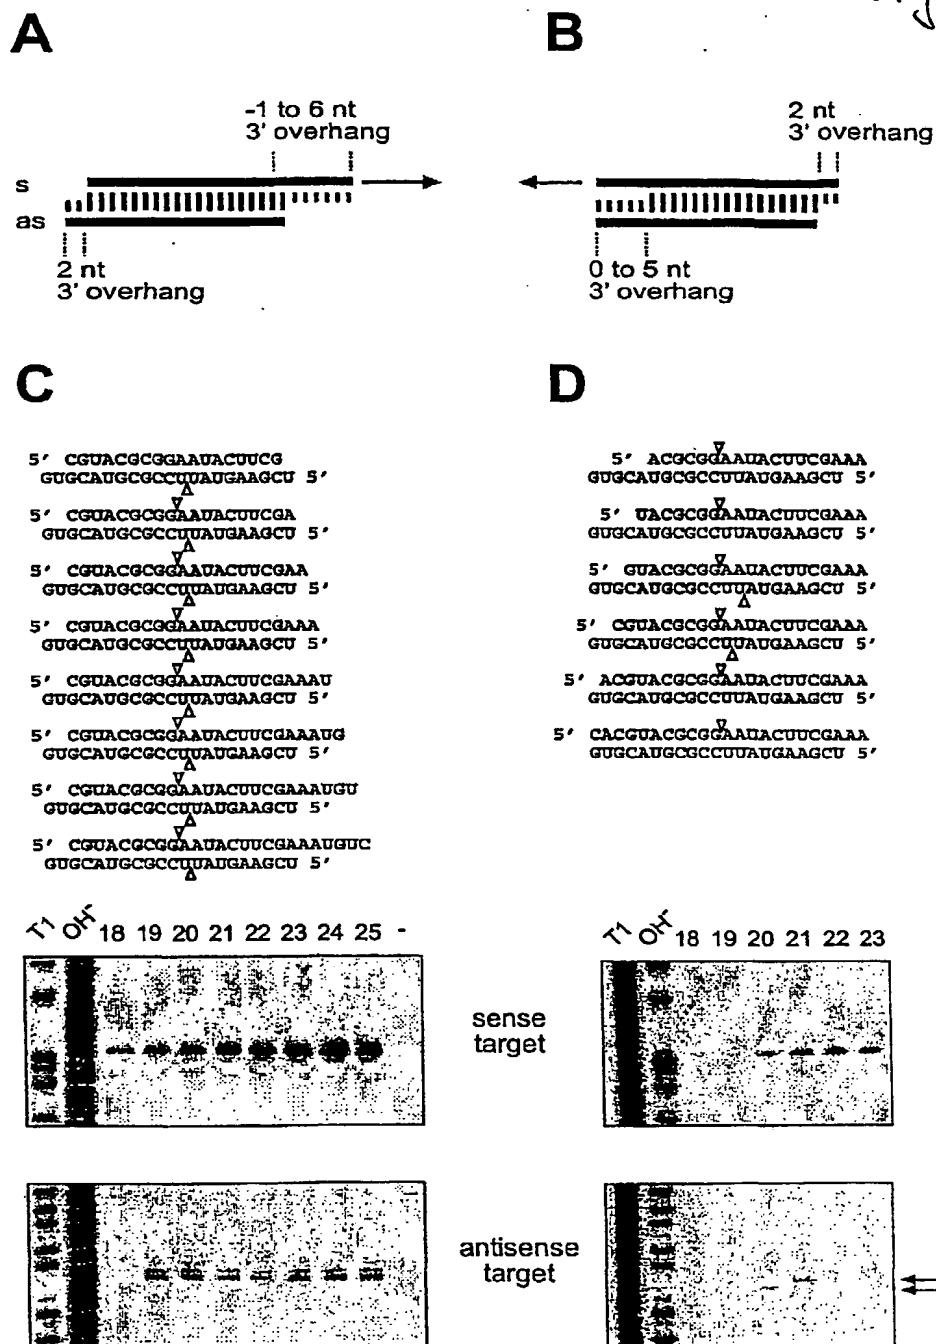 A
B
-1 to 6 nt
3' overhang
2 nt
3' overhang
s
as
2 nt
3' overhang
0 to 5 nt
3' overhang
C
D
5' CGUACGCGGAAUACUUCG
GUGCAUGCGCCUUAUGAAGCU 5'
5' CGUACGCGGAAUACUUCGA
GUGCAUGCGCCUUAUGAAGCU 5'
5' CGUACGCGGAAUACUUCGAA
GUGCAUGCGCCUUAUGAAGCU 5'
5' CGUACGCGGAAUACUUCGAAA
GUGCAUGCGCCUUAUGAAGCU 5'
5' CGUACGCGGAAUACUUCGAAAU
GUGCAUGCGCCUUAUGAAGCU 5'
5' CGUACGCGGAAUACUUCGAAAUG
GUGCAUGCGCCUUAUGAAGCU 5'
5' CGUACGCGGAAUACUUCGAAAUGU
GUGCAUGCGCCUUAUGAAGCU 5'
5' CGUACGCGGAAUACUUCGAAAUGUC
GUGCAUGCGCCUUAUGAAGCU 5'
5' ACGCGGAAUACUUCGAAA
GUGCAUGCGCCUUAUGAAGCU 5'
5' UACGCGGAAUACUUCGAAA
GUGCAUGCGCCUUAUGAAGCU 5'
5' GUACGCGGAAUACUUCGAAA
GUGCAUGCGCCUUAUGAAGCU 5'
5' CGUACGCGGAAUACUUCGAAA
GUGCAUGCGCCUUAUGAAGCU 5'
5' ACGUACGCGGAAUACUUCGAAA
GUGCAUGCGCCUUAUGAAGCU 5'
5' CACGUACGCGGAAUACUUCGAAA
GUGCAUGCGCCUUAUGAAGCU 5'
T1 OH- 18 19 20 21 22 23 24 25 -
T1 OH- 18 19 20 21 22 23
sense
target
antisense
target